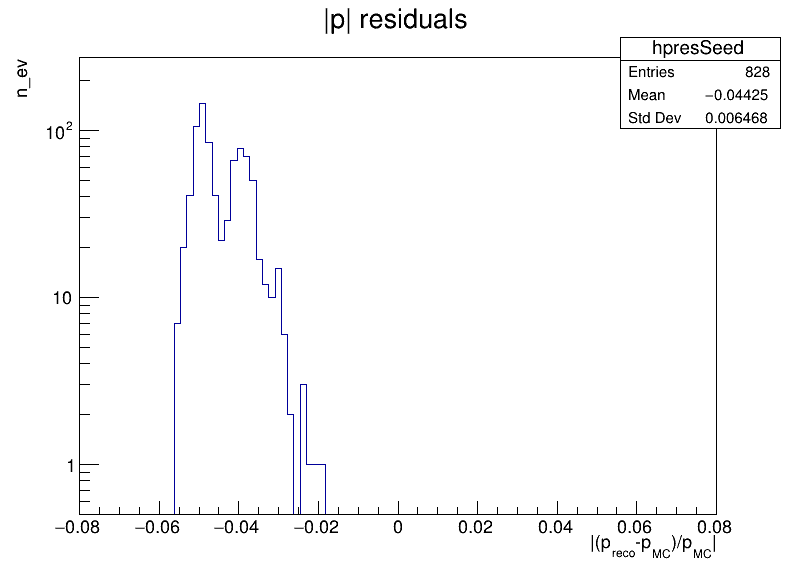 |p| residuals
hpresSeed
Entries 828
Mean −0.04425
Std Dev 0.006468
n_ev
10²
10
1
−0.08 −0.06 −0.04 −0.02 0 0.02 0.04 0.06 0.08
|(p_reco-p_MC)/p_MC|